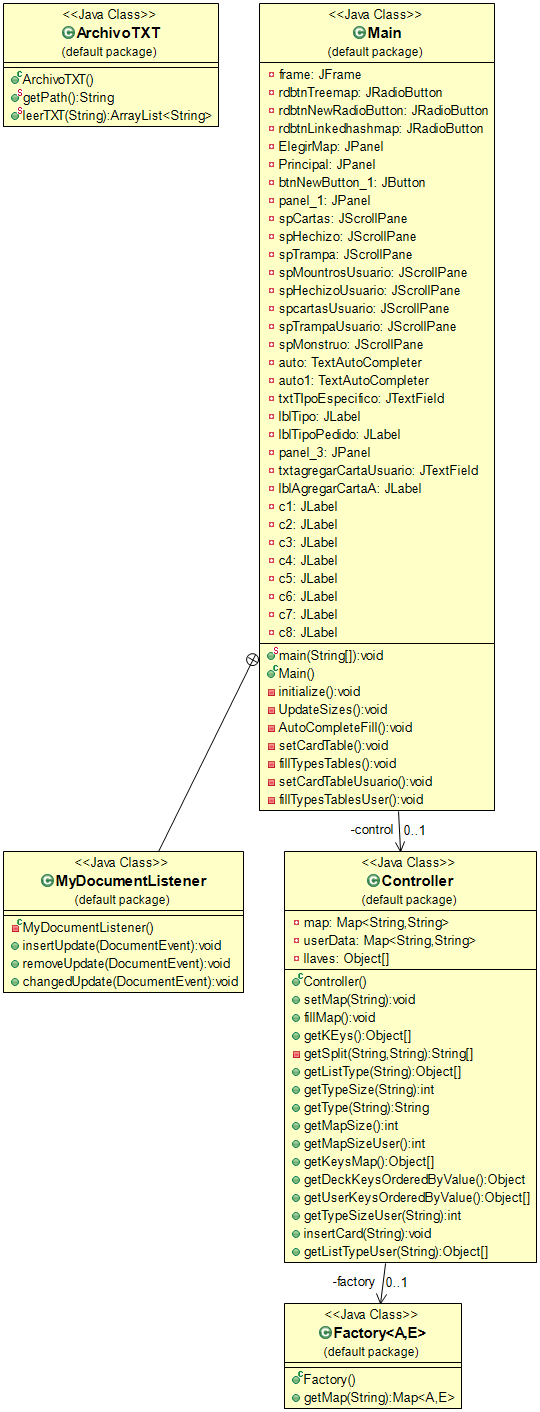 <<Java Class>>
ArchivoTXT
(default package)
ArchivoTXT()
getPath():String
leerTXT(String):ArrayList<String>
<<Java Class>>
Main
(default package)
frame: JFrame
rdbtnTreemap: JRadioButton
rdbtnNewRadioButton: JRadioButton
rdbtnLinkedhashmap: JRadioButton
ElegirMap: JPanel
Principal: JPanel
btnNewButton_1: JButton
panel_1: JPanel
spCartas: JScrollPane
spHechizo: JScrollPane
spTrampa: JScrollPane
spMountrosUsuario: JScrollPane
spHechizoUsuario: JScrollPane
spcartasUsuario: JScrollPane
spTrampaUsuario: JScrollPane
spMonstruo: JScrollPane
auto: TextAutoCompleter
auto1: TextAutoCompleter
txtTIpoEspecifico: JTextField
lblTipo: JLabel
lblTipoPedido: JLabel
panel_3: JPanel
txtagregarCartaUsuario: JTextField
lblAgregarCartaA: JLabel
c1: JLabel
c2: JLabel
c3: JLabel
c4: JLabel
c5: JLabel
c6: JLabel
c7: JLabel
c8: JLabel
main(String[]):void
Main()
initialize():void
UpdateSizes():void
AutoCompleteFill():void
setCardTable():void
fillTypesTables():void
setCardTableUsuario():void
fillTypesTablesUser():void
-control 0..1
<<Java Class>>
MyDocumentListener
(default package)
MyDocumentListener()
insertUpdate(DocumentEvent):void
removeUpdate(DocumentEvent):void
changedUpdate(DocumentEvent):void
<<Java Class>>
Controller
(default package)
map: Map<String,String>
userData: Map<String,String>
llaves: Object[]
Controller()
setMap(String):void
fillMap():void
getKEys():Object[]
getSplit(String,String):String[]
getListType(String):Object[]
getTypeSize(String):int
getType(String):String
getMapSize():int
getMapSizeUser():int
getKeysMap():Object[]
getDeckKeysOrderedByValue():Object
getUserKeysOrderedByValue():Object[]
getTypeSizeUser(String):int
insertCard(String):void
getListTypeUser(String):Object[]
-factory 0..1
<<Java Class>>
Factory<A,E>
(default package)
Factory()
getMap(String):Map<A,E>